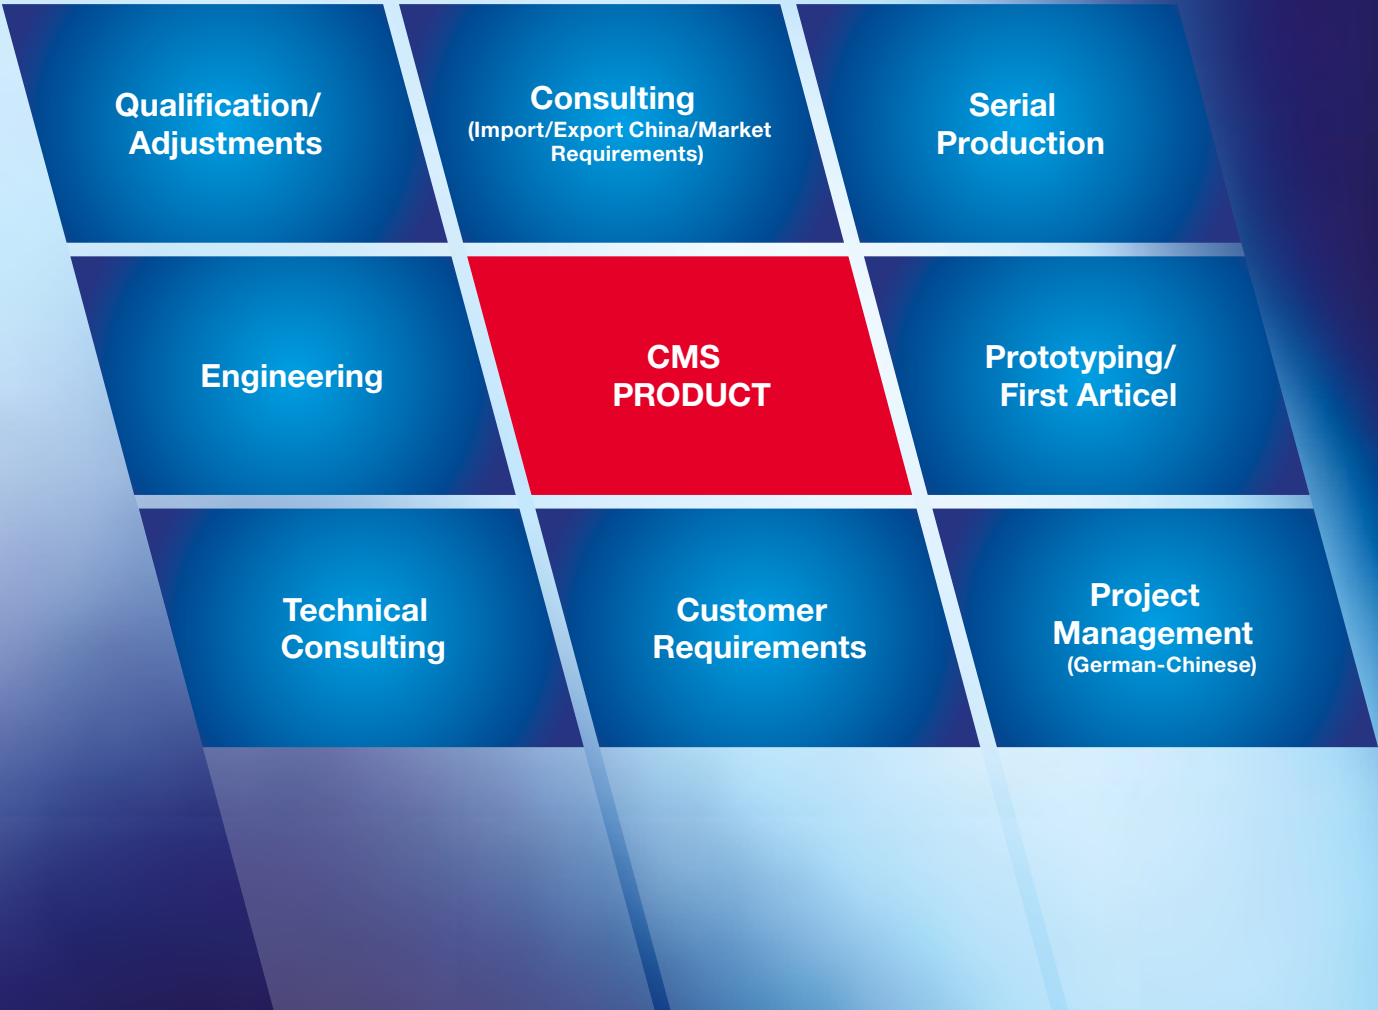 Qualification/
Adjustments
Consulting
(Import/Export China/Market
Requirements)
Serial
Production
Engineering
CMS
PRODUCT
Prototyping/
First Articel
Technical
Consulting
Customer
Requirements
Project
Management
(German-Chinese)